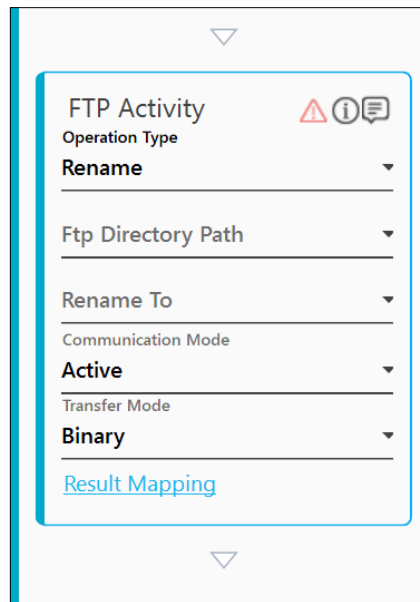 FTP Activity
Operation Type
Rename
Ftp Directory Path
Rename To
Communication Mode
Active
Transfer Mode
Binary
Result Mapping